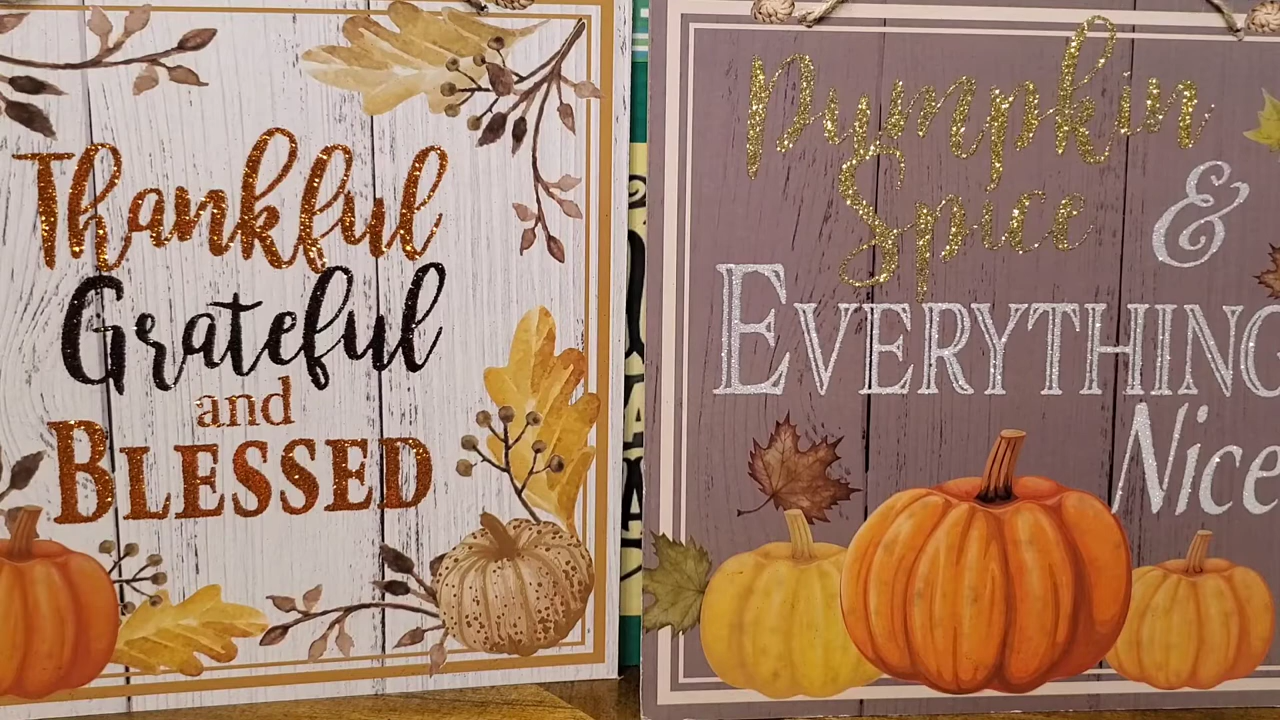 Thankful
Grateful
and
BLESSED
Pumpkin
Spice
&
EVERYTHING
Nice